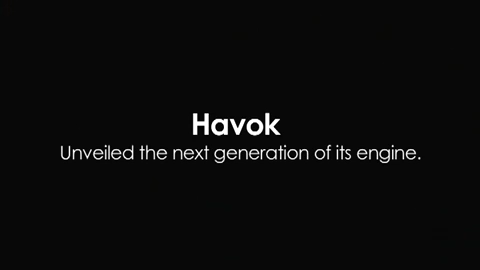 Havok
Unveiled the next generation of its engine.